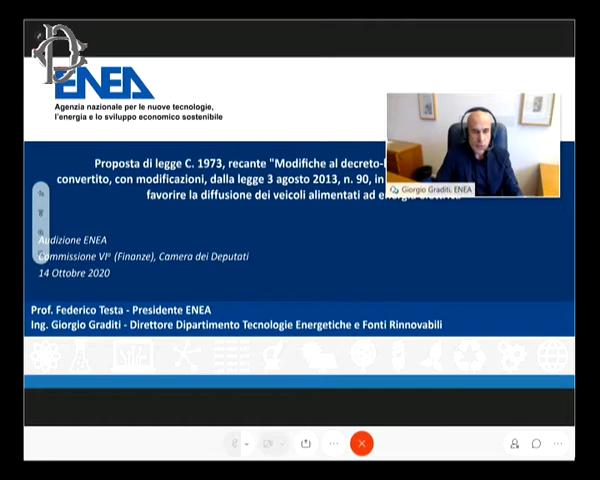 ENEA
Agenzia nazionale per le nuove tecnologie,
l'energia e lo sviluppo economico sostenibile
Proposta di legge C. 1973, recante "Modifiche al decreto-l
convertito, con modificazioni, dalla legge 3 agosto 2013, n. 90, in
favorire la diffusione dei veicoli alimentati ad energia elettrica
Giorgio Graditi, ENEA
Audizione ENEA
Commissione VIª (Finanze), Camera dei Deputati
14 Ottobre 2020
Prof. Federico Testa - Presidente ENEA
Ing. Giorgio Graditi - Direttore Dipartimento Tecnologie Energetiche e Fonti Rinnovabili